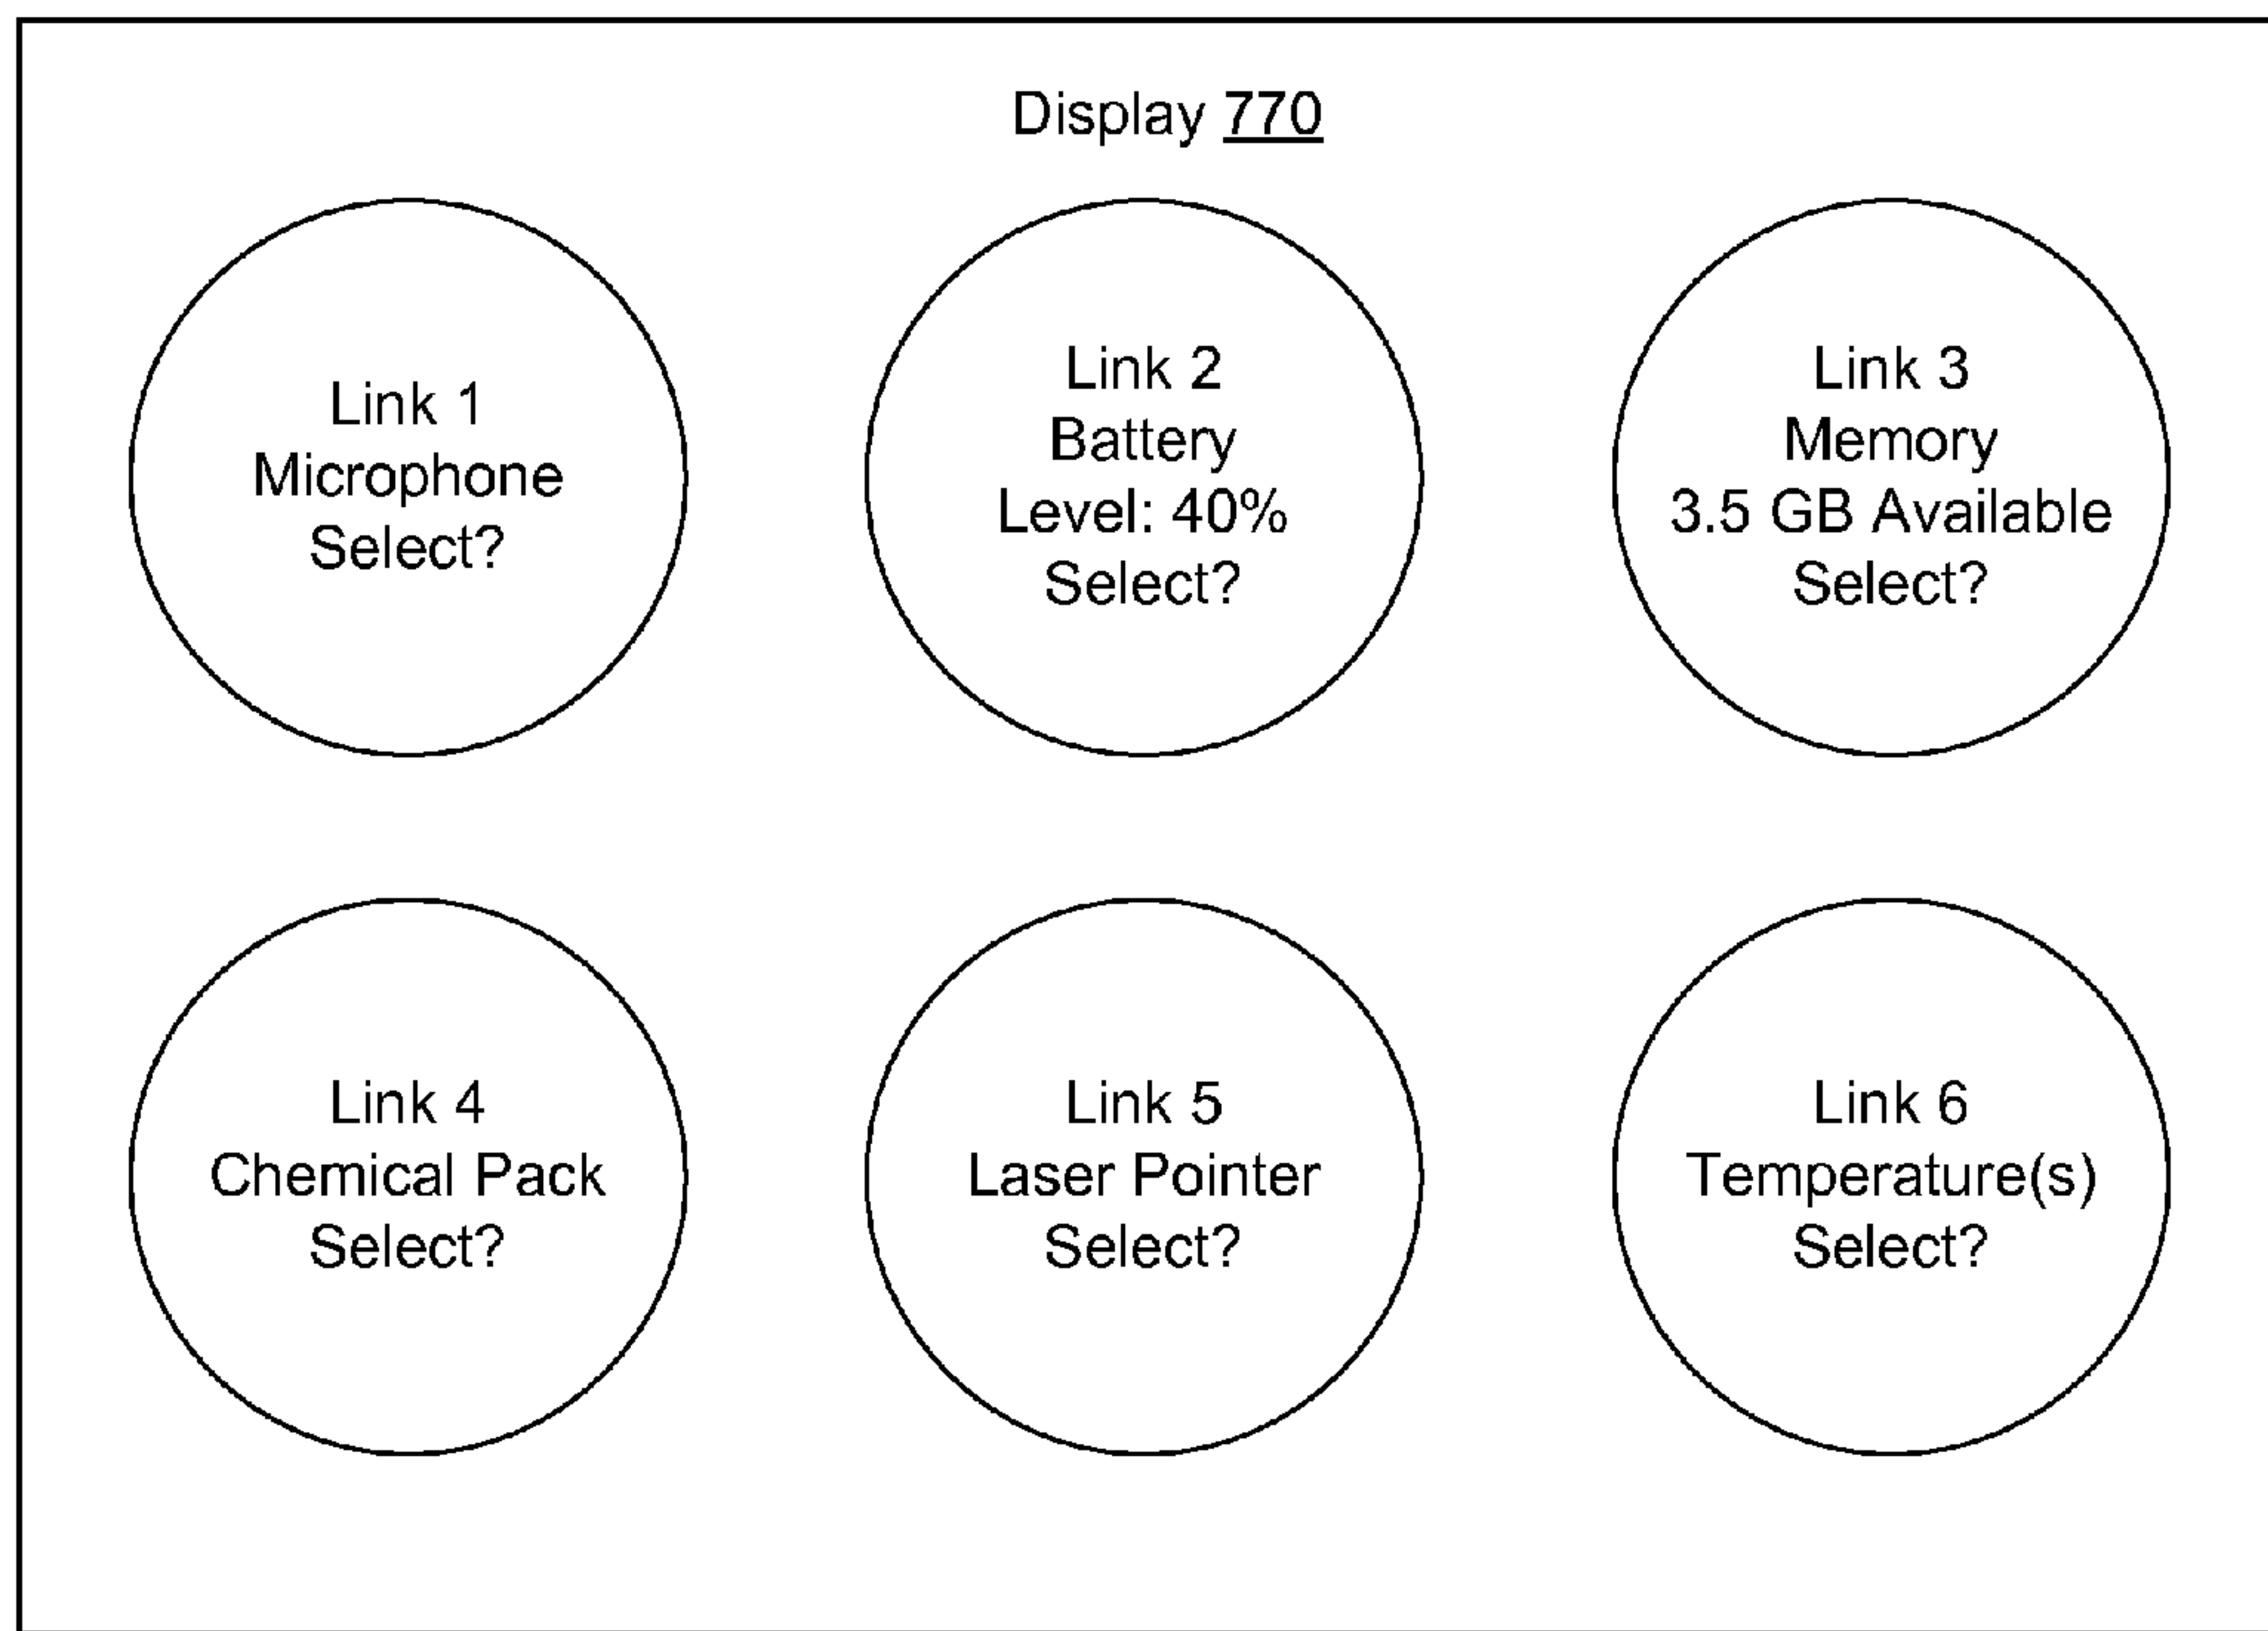 Display 770
Link 1
Microphone
Select?
Link 2
Battery
Level: 40%
Select?
Link 3
Memory
3.5 GB Available
Select?
Link 4
Chemical Pack
Select?
Link 5
Laser Pointer
Select?
Link 6
Temperature(s)
Select?